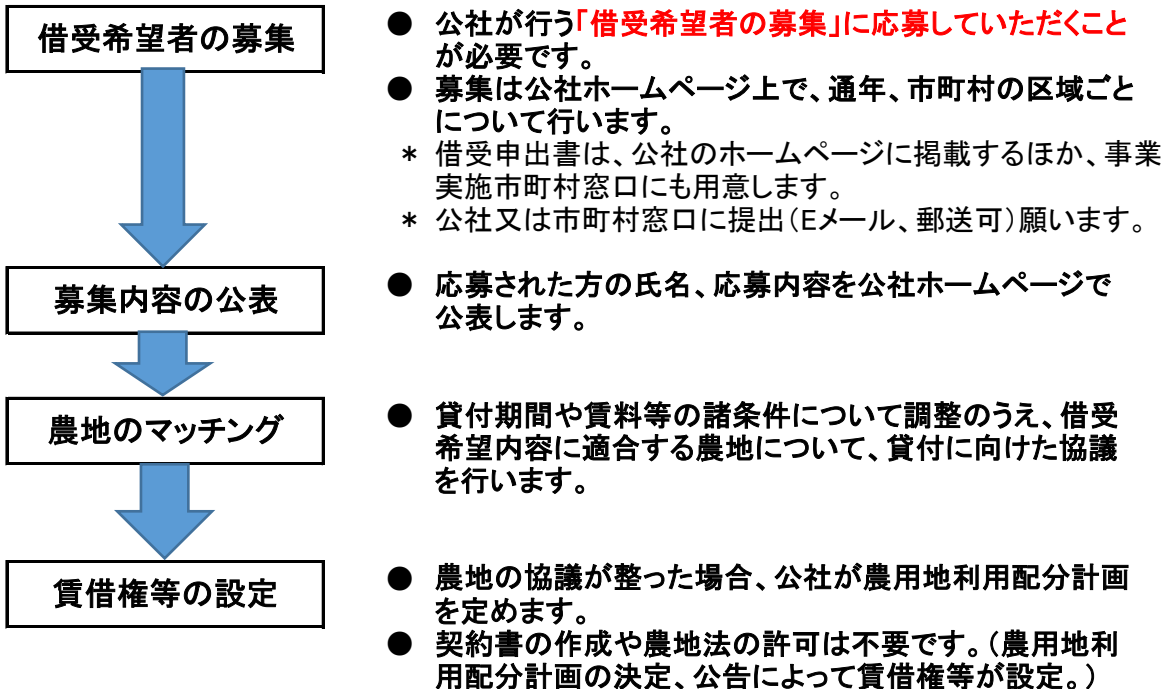 借受希望者の募集
● 公社が行う「借受希望者の募集」に応募していただくこと
が必要です。
● 募集は公社ホームページ上で、通年、市町村の区域ごと
について行います。
* 借受申出書は、公社のホームページに掲載するほか、事業
実施市町村窓口にも用意します。
* 公社又は市町村窓口に提出(Eメール、郵送可)願います。
募集内容の公表
● 応募された方の氏名、応募内容を公社ホームページで
公表します。
農地のマッチング
● 貸付期間や賃料等の諸条件について調整のうえ、借受
希望内容に適合する農地について、貸付に向けた協議
を行います。
賃借権等の設定
● 農地の協議が整った場合、公社が農用地利用配分計画
を定めます。
● 契約書の作成や農地法の許可は不要です。(農用地利
用配分計画の決定、公告によって賃借権等が設定。)